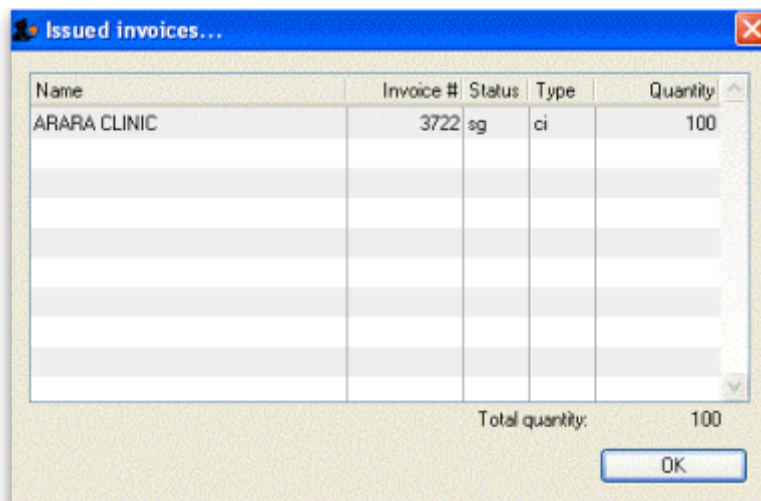 Issued invoices...
Name Invoice # Status Type Quantity
ARARA CLINIC 3722 sg ci 100
Total quantity: 100
OK